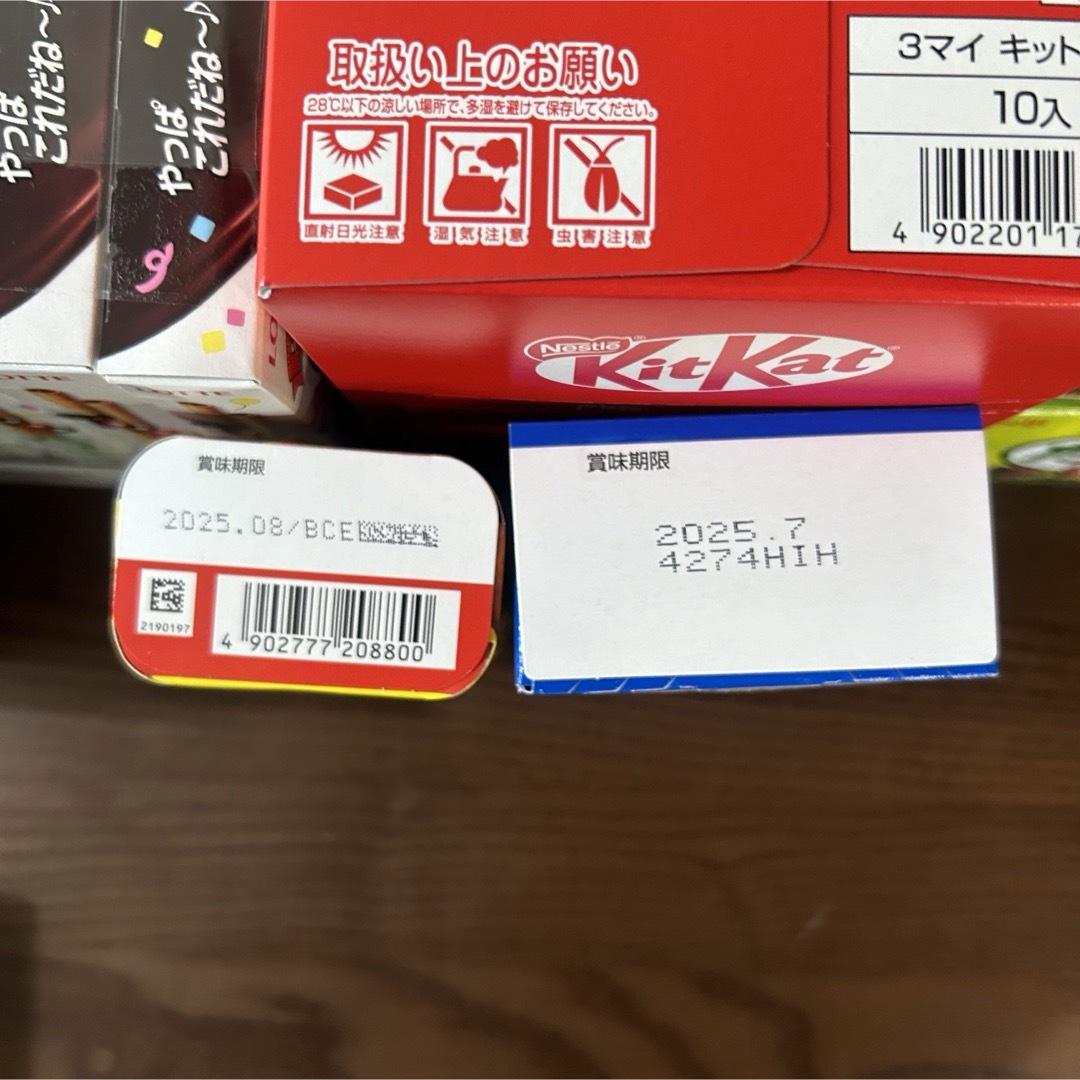 やっぱ
これだね～♪
やっぱ
これだね～♪
取扱い上のお願い
28℃以下の涼しい場所で、多湿を避けて保存してください。
直射日光注意
湿気注意
虫害注意
3マイ キット
10入
4 902201 17
Nestlé® KitKat®
OTTE
賞味期限
2025.08/BCE
2190197
4 902777 208800
賞味期限
2025.7
4274HIH